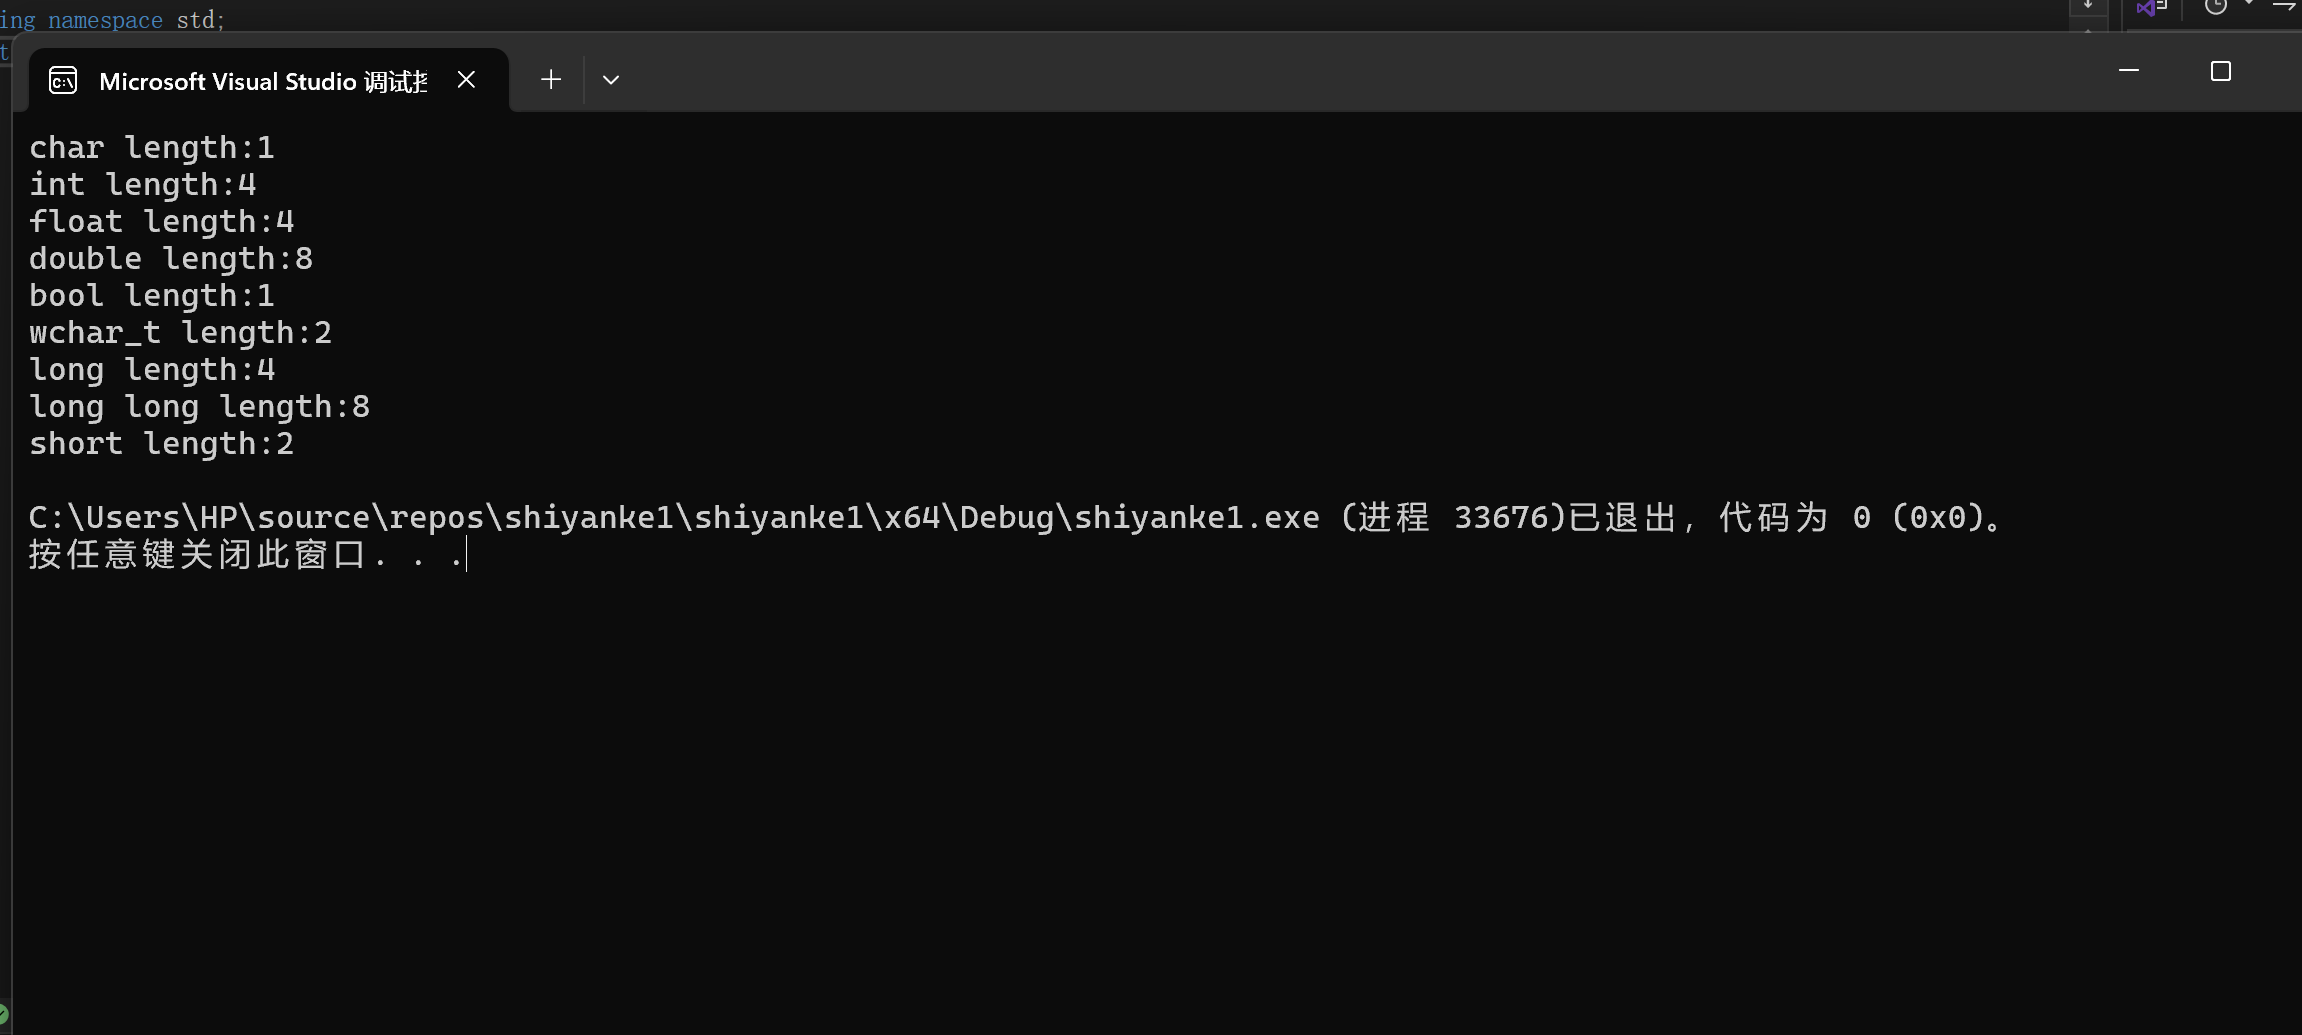 ing namespace std;
t
Microsoft Visual Studio 调试控
char length:1
int length:4
float length:4
double length:8
bool length:1
wchar_t length:2
long length:4
long long length:8
short length:2
C:\Users\HP\source\repos\shiyanke1\shiyanke1\x64\Debug\shiyanke1.exe (进程 33676)已退出，代码为 0 (0x0)。
按任意键关闭此窗口. . .